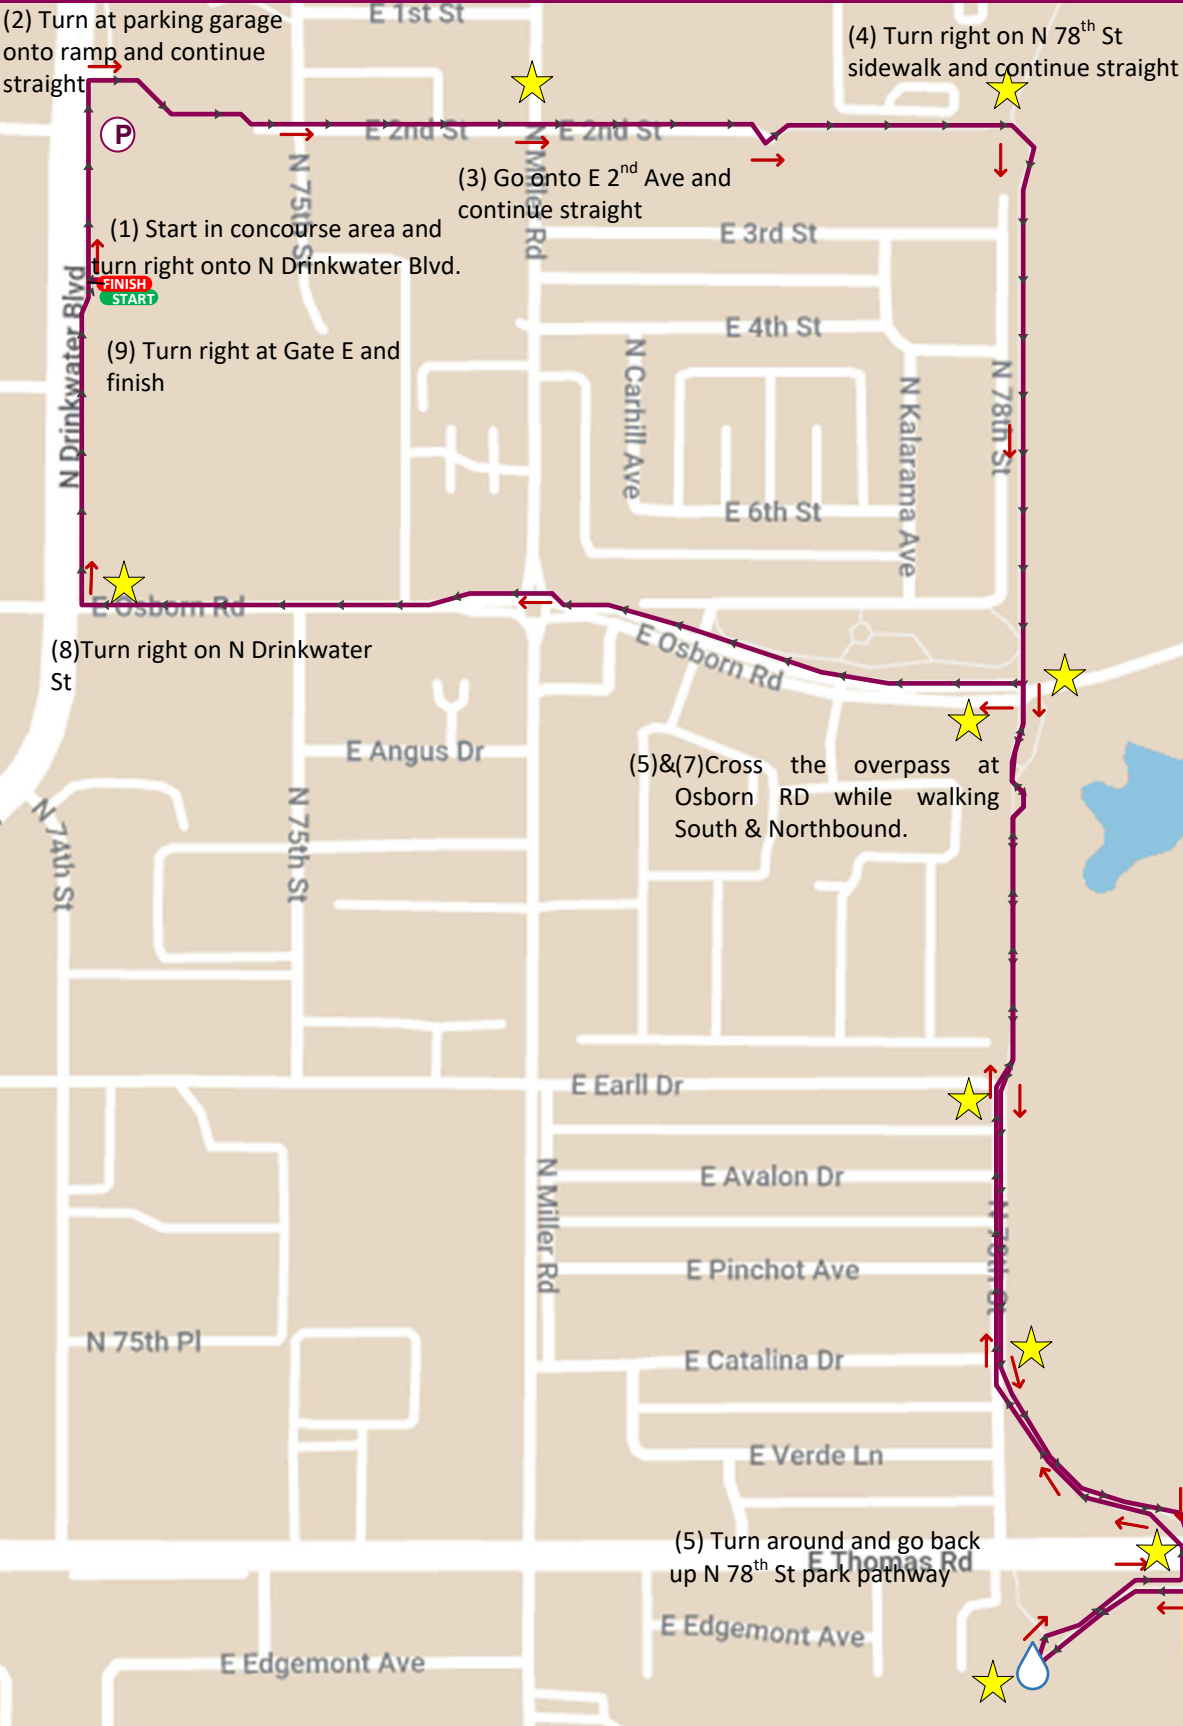 (2) Turn at parking garage
onto ramp and continue
straight
E 1st St
(4) Turn right on N 78th St
sidewalk and continue straight
P
E 2nd St
E 2nd St
N Miller Rd
N 75th St
(3) Go onto E 2nd Ave and
continue straight
(1) Start in concourse area and
turn right onto N Drinkwater Blvd.
FINISH
START
N Drinkwater Blvd
E 3rd St
E 4th St
(9) Turn right at Gate E and
finish
N Carhill Ave
N Kalarama Ave
N 78th St
E 6th St
E Osborn Rd
E Osborn Rd
(8)Turn right on N Drinkwater
St
E Angus Dr
(5)&(7)Cross the overpass at
Osborn RD while walking
South & Northbound.
N 74th St
N 75th St
E Earll Dr
N Miller Rd
E Avalon Dr
N 78th St
E Pinchot Ave
N 75th Pl
E Catalina Dr
E Verde Ln
(5) Turn around and go back
up N 78th St park pathway
E Thomas Rd
E Edgemont Ave
E Edgemont Ave